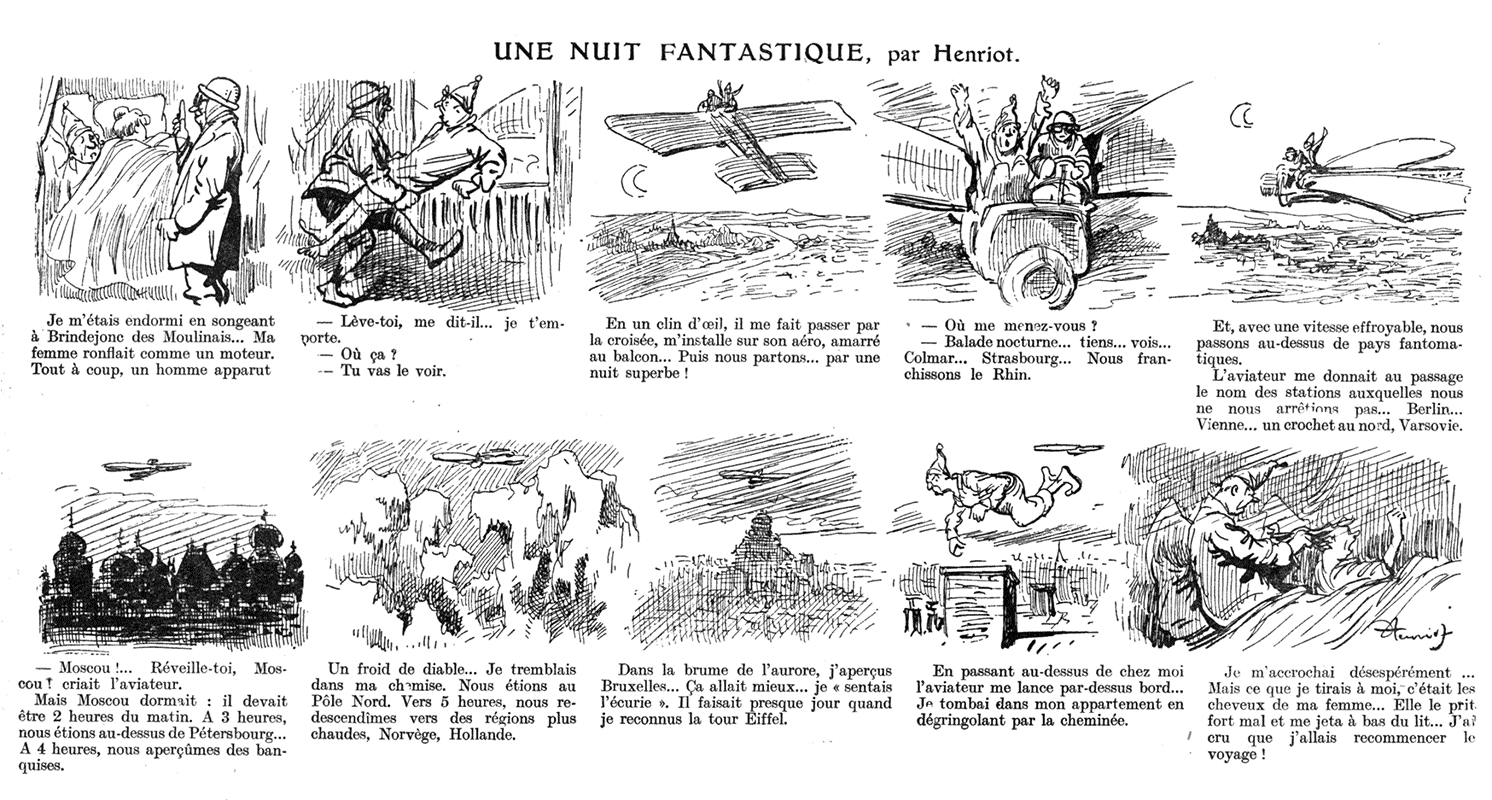 UNE NUIT FANTASTIQUE, par Henriot.
Je m'étais endormi en songeant
à Brindejonc des Moulinais... Ma
femme ronflait comme un moteur.
Tout à coup, un homme apparut
— Lève-toi, me dit-il... je t'em-
porte.
— Où ça ?
— Tu vas le voir.
En un clin d'œil, il me fait passer par
la croisée, m'installe sur son aéro, amarré
au balcon... Puis nous partons... par une
nuit superbe !
— Où me menez-vous ?
— Balade nocturne... tiens... vois...
Colmar... Strasbourg... Nous fran-
chissons le Rhin.
Et, avec une vitesse effroyable, nous
passons au-dessus de pays fantoma-
tiques.
L'aviateur me donnait au passage
le nom des stations auxquelles nous
ne nous arrêtions pas... Berlin...
Vienne... un crochet au nord, Varsovie.
— Moscou !... Réveille-toi, Mos-
cou ! criait l'aviateur.
Mais Moscou dormait : il devait
être 2 heures du matin. A 3 heures,
nous étions au-dessus de Pétersbourg...
A 4 heures, nous aperçûmes des ban-
quises.
Un froid de diable... Je tremblais
dans ma chemise. Nous étions au
Pôle Nord. Vers 5 heures, nous re-
descendîmes vers des régions plus
chaudes, Norvège, Hollande.
Dans la brume de l'aurore, j'aperçus
Bruxelles... Ça allait mieux... je « sentais
l'écurie ». Il faisait presque jour quand
je reconnus la tour Eiffel.
En passant au-dessus de chez moi
l'aviateur me lance par-dessus bord...
Je tombai dans mon appartement en
dégringolant par la cheminée.
Henriot
Je m'accrochai désespérément ...
Mais ce que je tirais à moi, c'était les
cheveux de ma femme... Elle le prit
fort mal et me jeta à bas du lit... J'ai
cru que j'allais recommencer le
voyage !